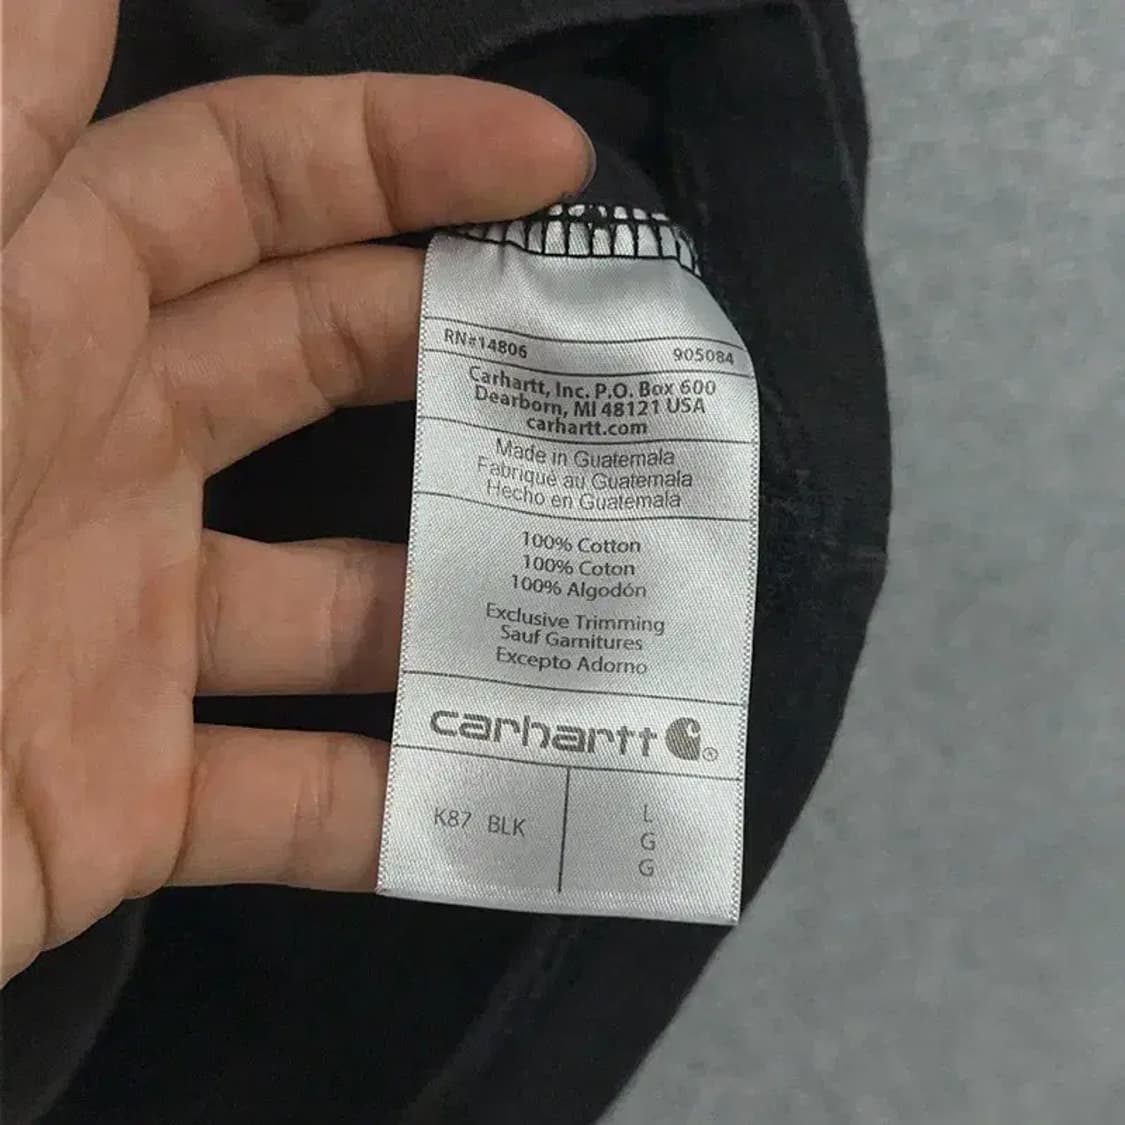 RN#14806 905084
Carhartt, Inc. P.O. Box 600
Dearborn, MI 48121 USA
carhartt.com
Made in Guatemala
Fabriqué au Guatemala
Hecho en Guatemala
100% Cotton
100% Coton
100% Algodón
Exclusive Trimming
Sauf Garnitures
Excepto Adorno
carhartt ®
K87 BLK
L
G
G